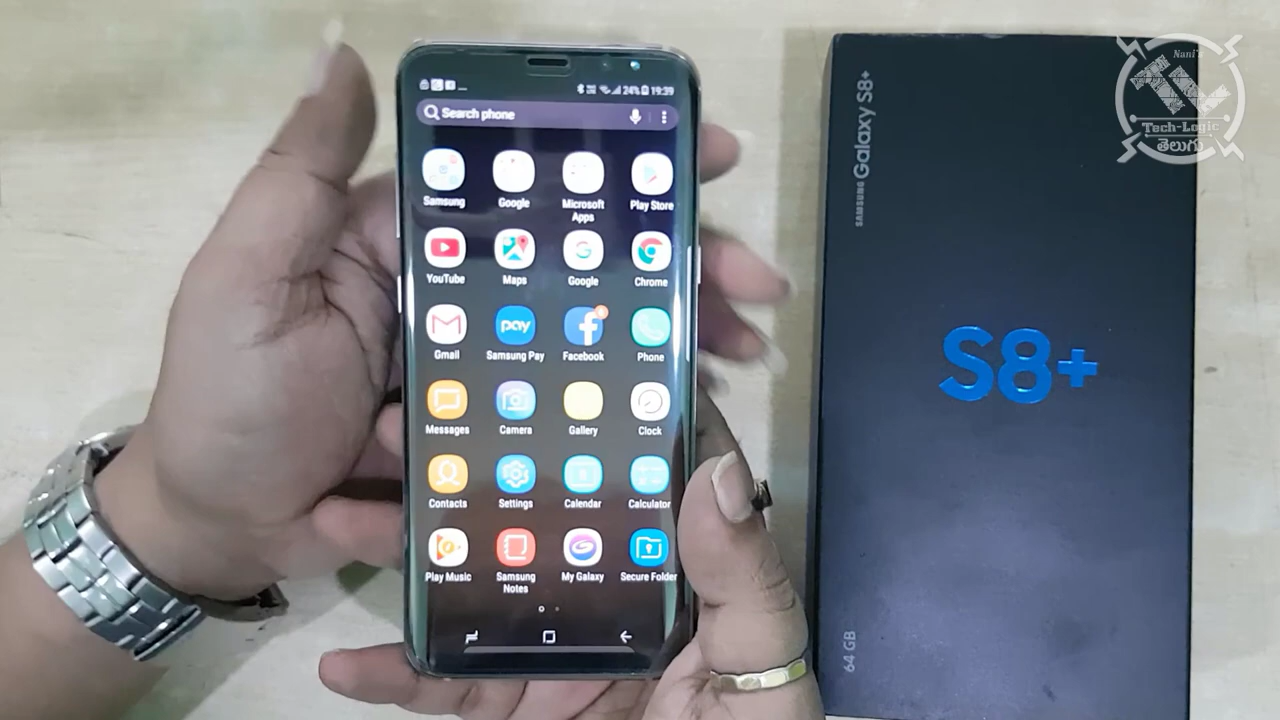 24% 19:39
Search phone
Samsung
Google
Microsoft
Apps
Play Store
YouTube
Maps
Google
Chrome
Gmail
pay
Samsung Pay
Facebook
Phone
Messages
Camera
Gallery
Clock
Contacts
Settings
Calendar
Calculator
Play Music
Samsung
Notes
My Galaxy
Secure Folder
SAMSUNG Galaxy S8+
S8+
64 GB
Nani's
TL
Tech-Logic
తెలుగు